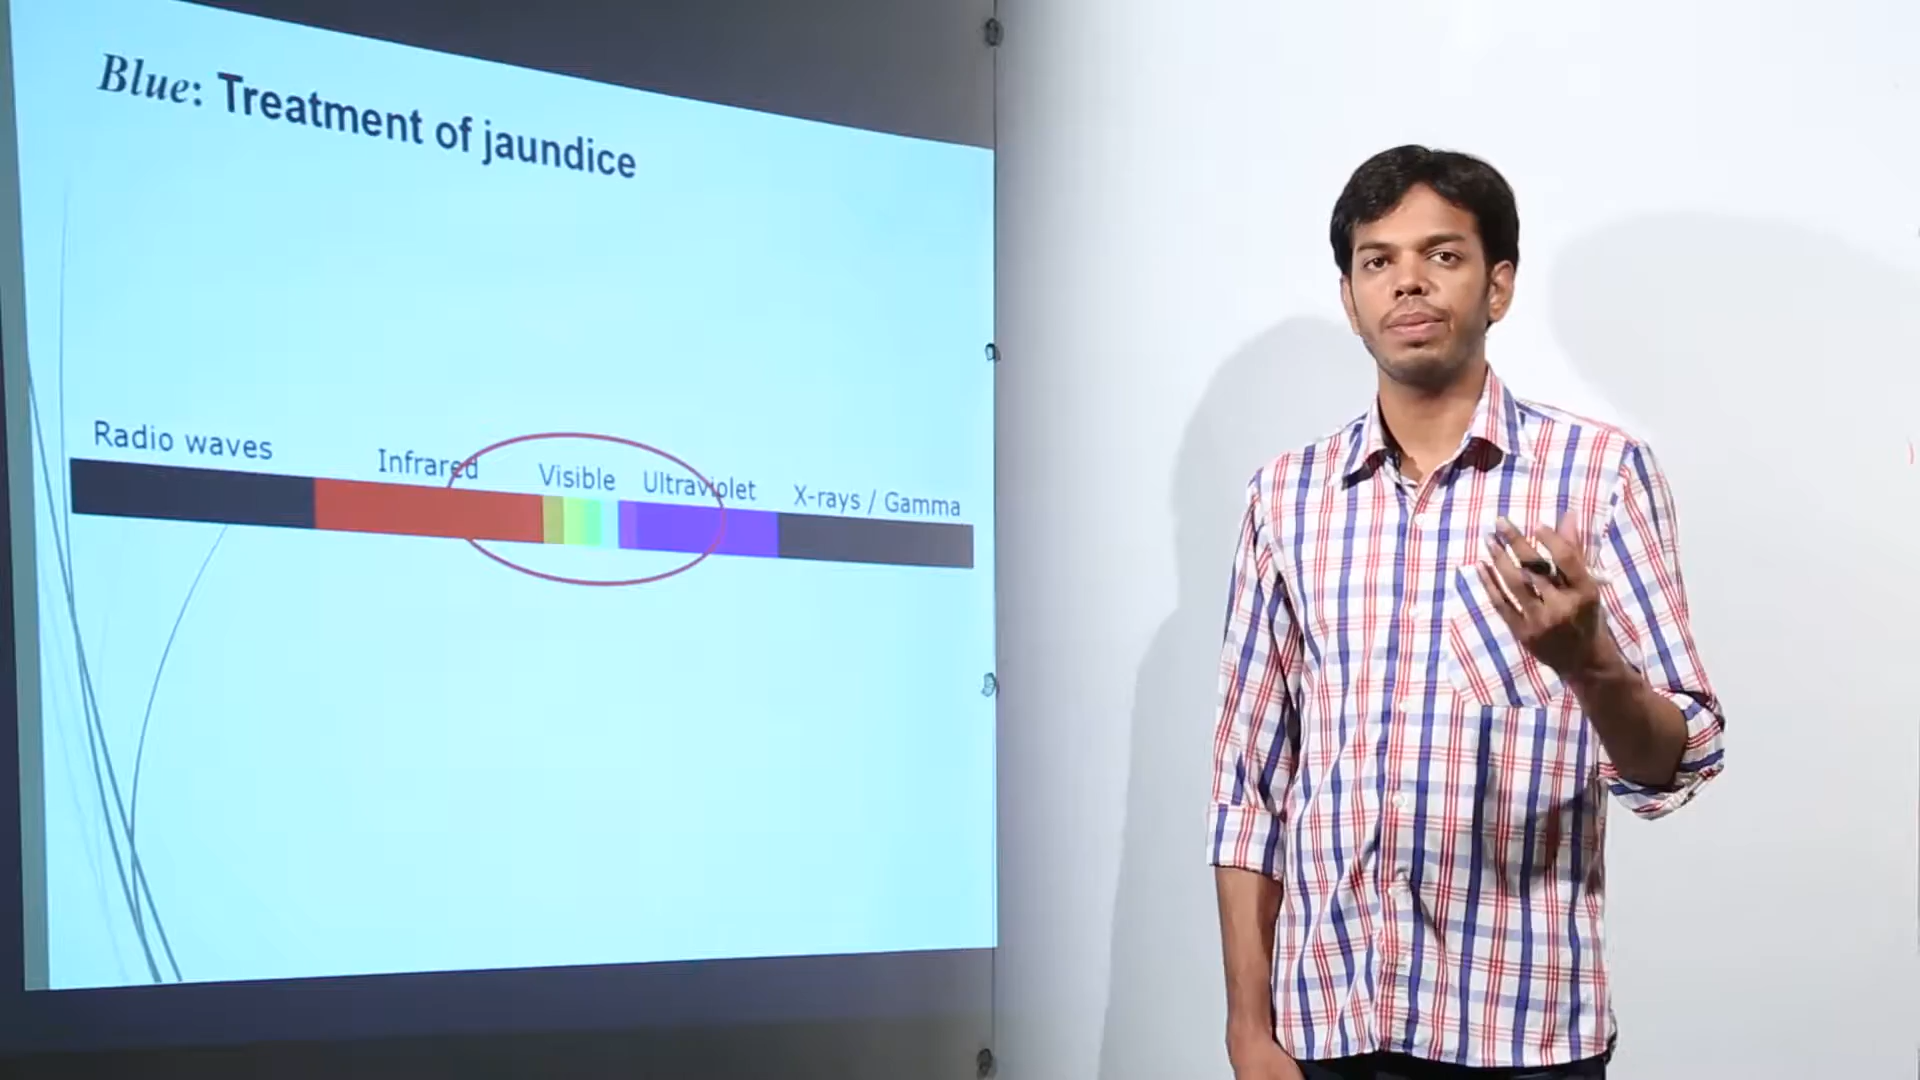 Blue: Treatment of jaundice
Radio waves
Infrared
Visible
Ultraviolet
X-rays / Gamma